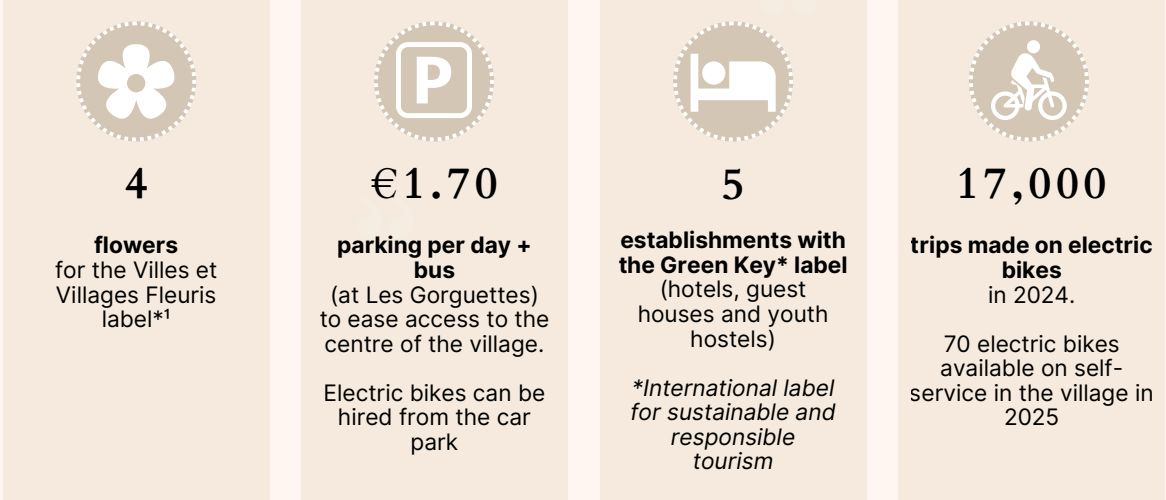 4
flowers
for the Villes et
Villages Fleuris
label*¹
P
€1.70
parking per day +
bus
(at Les Gorguettes)
to ease access to the
centre of the village.
Electric bikes can be
hired from the car
park
5
establishments with
the Green Key* label
(hotels, guest
houses and youth
hostels)
*International label
for sustainable and
responsible
tourism
17,000
trips made on electric
bikes
in 2024.
70 electric bikes
available on self-
service in the village in
2025